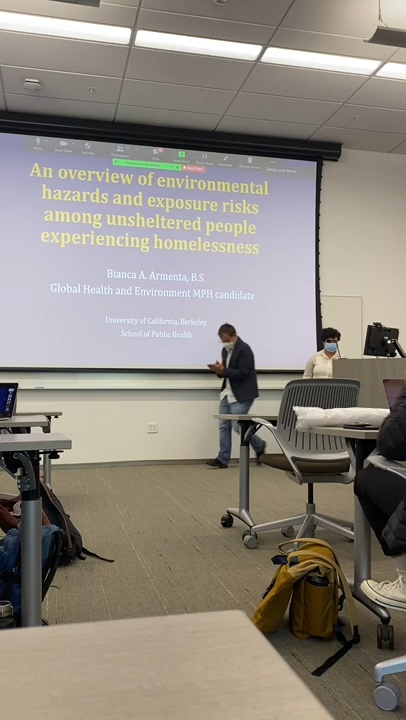 An overview of environmental
hazards and exposure risks
among unsheltered people
experiencing homelessness
Bianca A. Armenta, B.S.
Global Health and Environment MPH candidate
University of California, Berkeley
School of Public Health